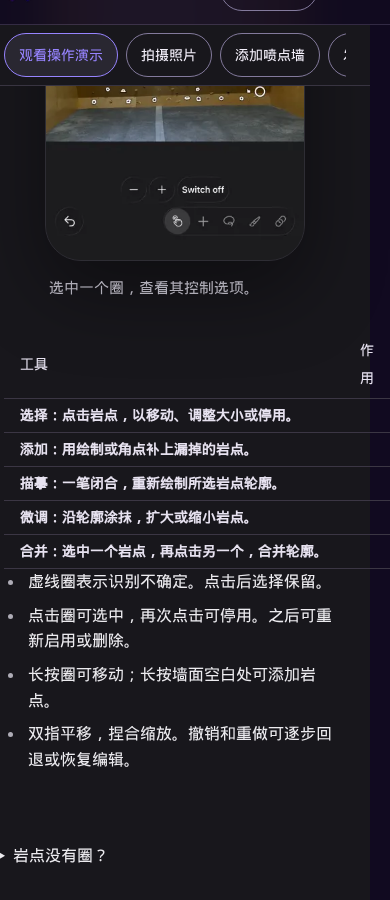 观看操作演示
拍摄照片
添加喷点墙
Switch off
选中一个圈，查看其控制选项。
工具
作
用
选择：点击岩点，以移动、调整大小或停用。
添加：用绘制或角点补上漏掉的岩点。
描摹：一笔闭合，重新绘制所选岩点轮廓。
微调：沿轮廓涂抹，扩大或缩小岩点。
合并：选中一个岩点，再点击另一个，合并轮廓。
虚线圈表示识别不确定。点击后选择保留。
点击圈可选中，再次点击可停用。之后可重
新启用或删除。
长按圈可移动；长按墙面空白处可添加岩
点。
双指平移，捏合缩放。撤销和重做可逐步回
退或恢复编辑。
岩点没有圈？